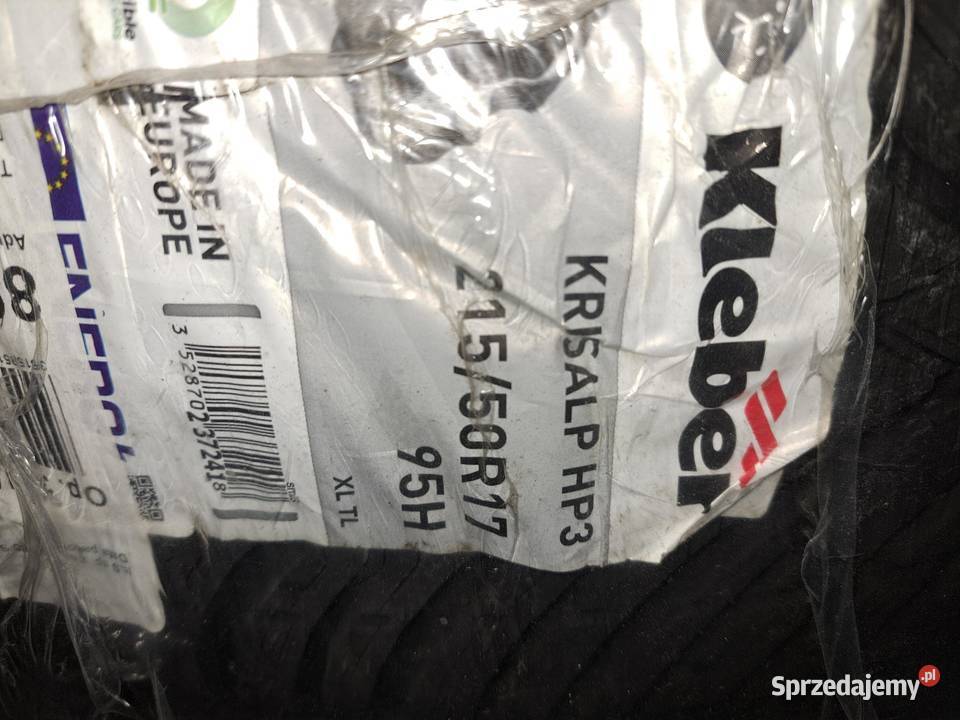 Kleber
KRISALP HP3
215/50R17
95H
XL TL
3 528702 372418
MADE IN
EUROPE
Sprzedajemy.pl